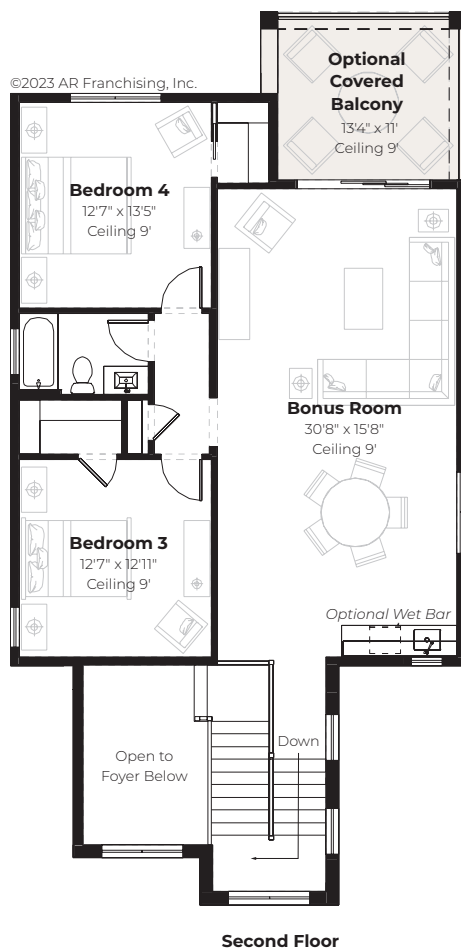 ©2023 AR Franchising, Inc.
Optional
Covered
Balcony
13'4" x 11'
Ceiling 9'
Bedroom 4
12'7" x 13'5"
Ceiling 9'
Bonus Room
30'8" x 15'8"
Ceiling 9'
Bedroom 3
12'7" x 12'11"
Ceiling 9'
Optional Wet Bar
Down
Open to
Foyer Below
Second Floor